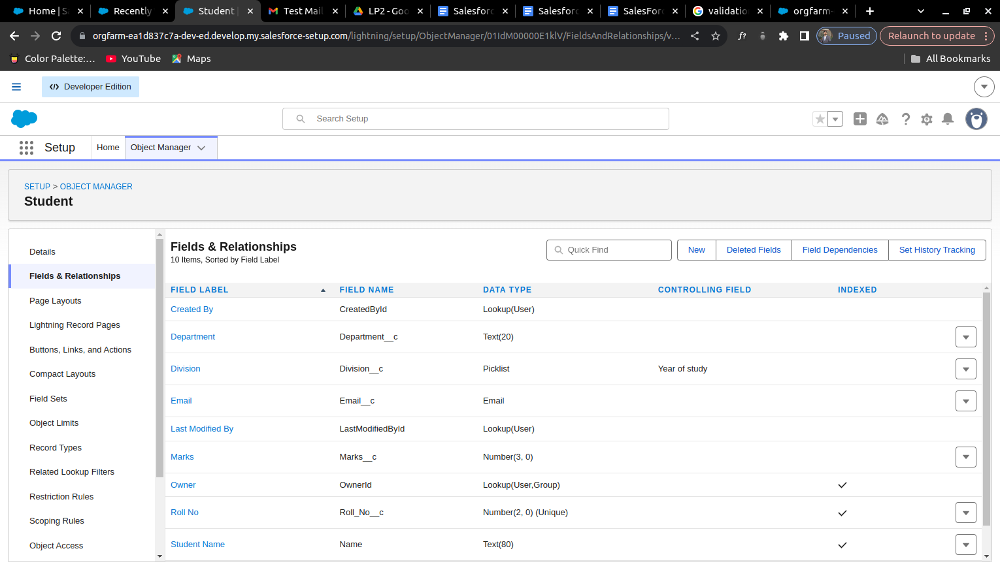 Home | S
Recently
Student |
Test Mail
LP2 - Goo
Salesforc
Salesforc
SalesForc
validatio
orgfarm-
orgfarm-ea1d837c7a-dev-ed.develop.my.salesforce-setup.com/lightning/setup/ObjectManager/01IdM00000E1klV/FieldsAndRelationships/v...
f?
Paused
Relaunch to update
Color Palette:...
YouTube
Maps
All Bookmarks
Developer Edition
Search Setup
Setup
Home
Object Manager
SETUP > OBJECT MANAGER
Student
Details
Fields & Relationships
Page Layouts
Lightning Record Pages
Buttons, Links, and Actions
Compact Layouts
Field Sets
Object Limits
Record Types
Related Lookup Filters
Restriction Rules
Scoping Rules
Object Access
Fields & Relationships
10 Items, Sorted by Field Label
Quick Find
New
Deleted Fields
Field Dependencies
Set History Tracking
FIELD LABEL FIELD NAME DATA TYPE CONTROLLING FIELD INDEXED
Created By CreatedById Lookup(User)
Department Department__c Text(20)
Division Division__c Picklist Year of study
Email Email__c Email
Last Modified By LastModifiedById Lookup(User)
Marks Marks__c Number(3, 0)
Owner OwnerId Lookup(User,Group)
Roll No Roll_No__c Number(2, 0) (Unique)
Student Name Name Text(80)